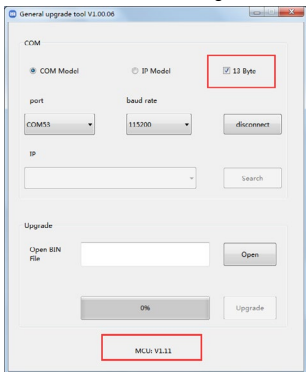 General upgrade tool V1.00.06
COM
COM Model
IP Model
13 Byte
port
baud rate
COM53
115200
disconnect
IP
Search
Upgrade
Open BIN
File
Open
0%
Upgrade
MCU: V1.11